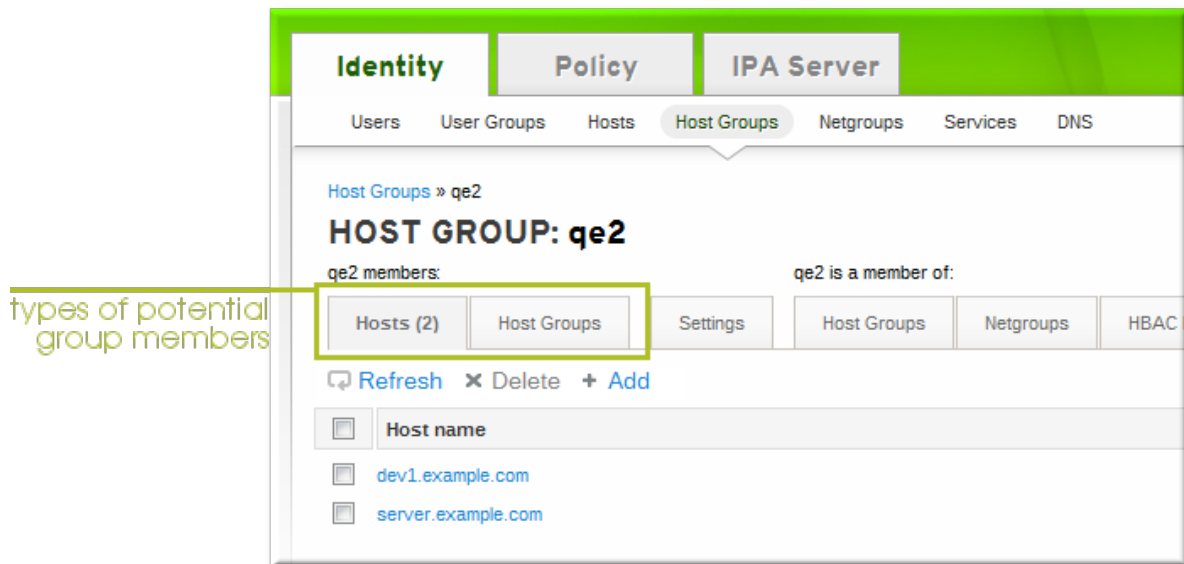 Identity Policy IPA Server
Users User Groups Hosts Host Groups Netgroups Services DNS
Host Groups » qe2
HOST GROUP: qe2
qe2 members: qe2 is a member of:
types of potential
group members
Hosts (2) Host Groups Settings Host Groups Netgroups HBAC
Refresh Delete Add
Host name
dev1.example.com
server.example.com